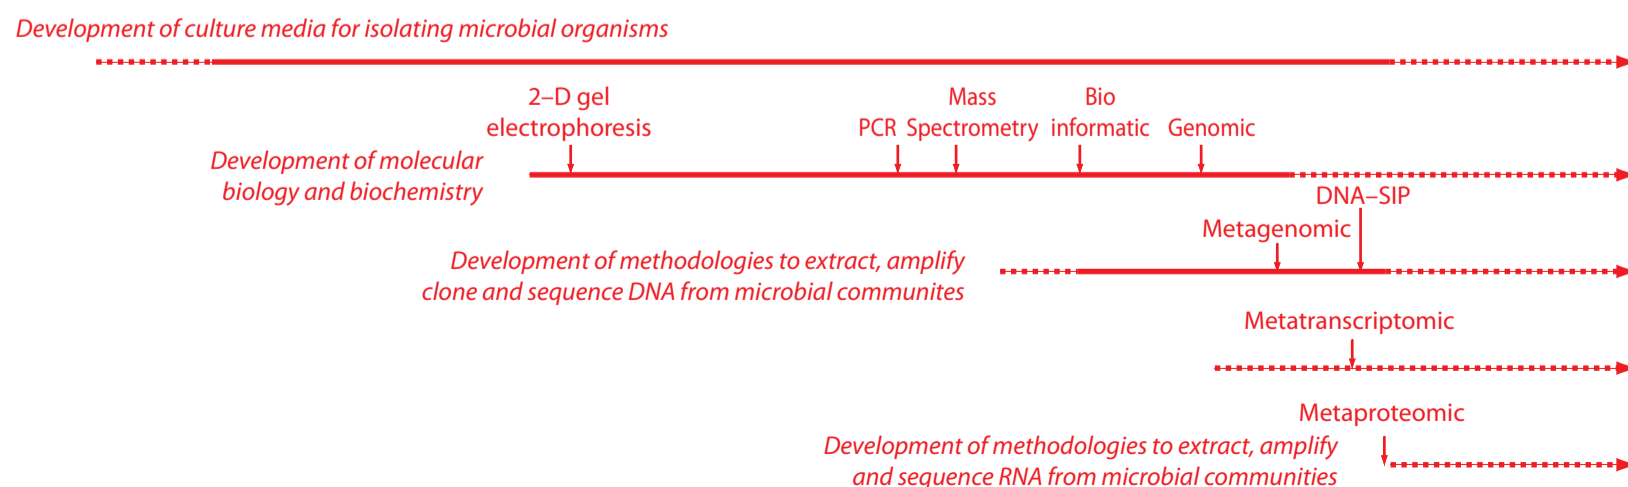 Development of culture media for isolating microbial organisms
2–D gel
electrophoresis
PCR
Mass
Spectrometry
Bio
informatic
Genomic
Development of molecular
biology and biochemistry
DNA–SIP
Metagenomic
Development of methodologies to extract, amplify
clone and sequence DNA from microbial communites
Metatranscriptomic
Metaproteomic
Development of methodologies to extract, amplify
and sequence RNA from microbial communities